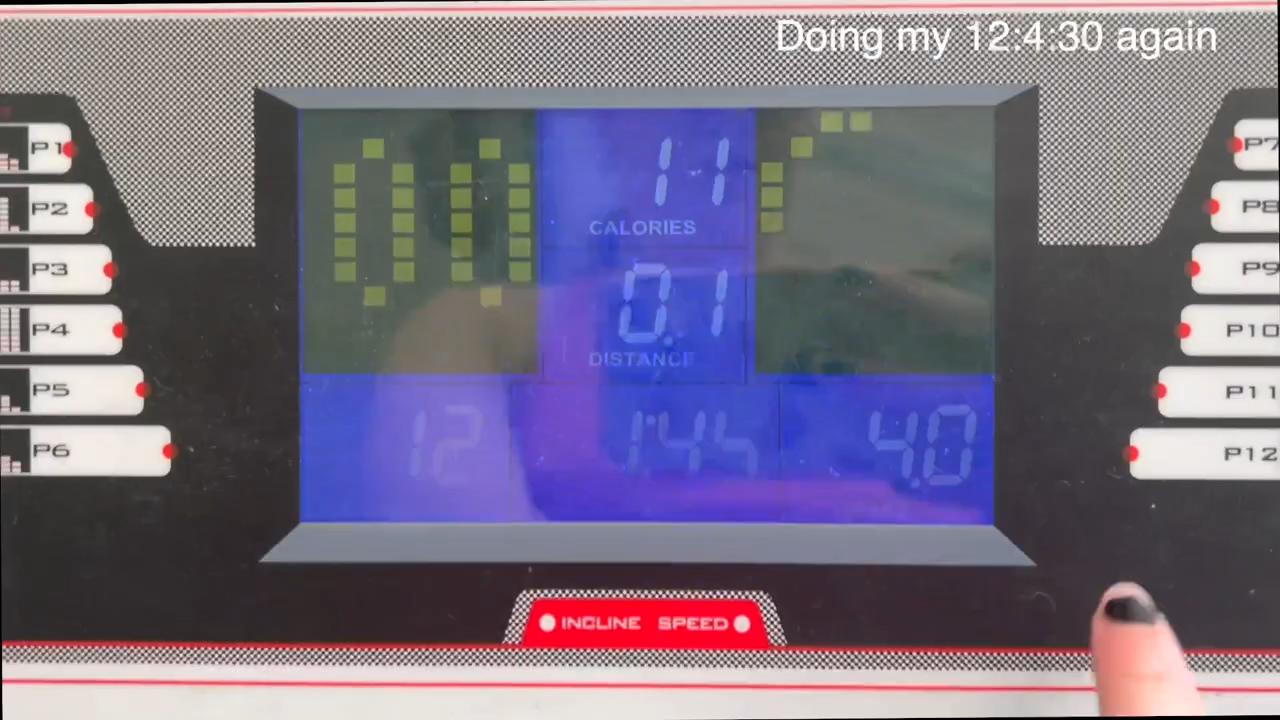 Doing my 12:4:30 again
P1
P2
P3
P4
P5
P6
00
11
CALORIES
0.1
DISTANCE
12
1:45
4.0
P7
P8
P9
P10
P11
P12
INCLINE SPEED